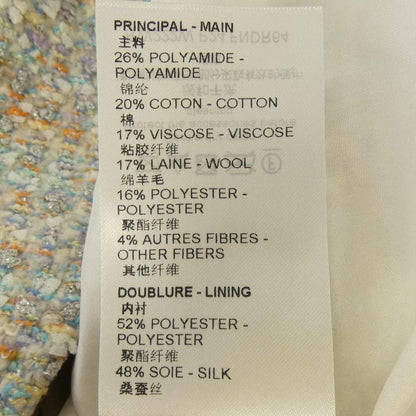 PRINCIPAL - MAIN
主料
26% POLYAMIDE -
POLYAMIDE
锦纶
20% COTON - COTTON
棉
17% VISCOSE - VISCOSE
粘胶纤维
17% LAINE - WOOL
绵羊毛
16% POLYESTER -
POLYESTER
聚酯纤维
4% AUTRES FIBRES -
OTHER FIBERS
其他纤维
DOUBLURE - LINING
内衬
52% POLYESTER -
POLYESTER
聚酯纤维
48% SOIE - SILK
桑蚕丝